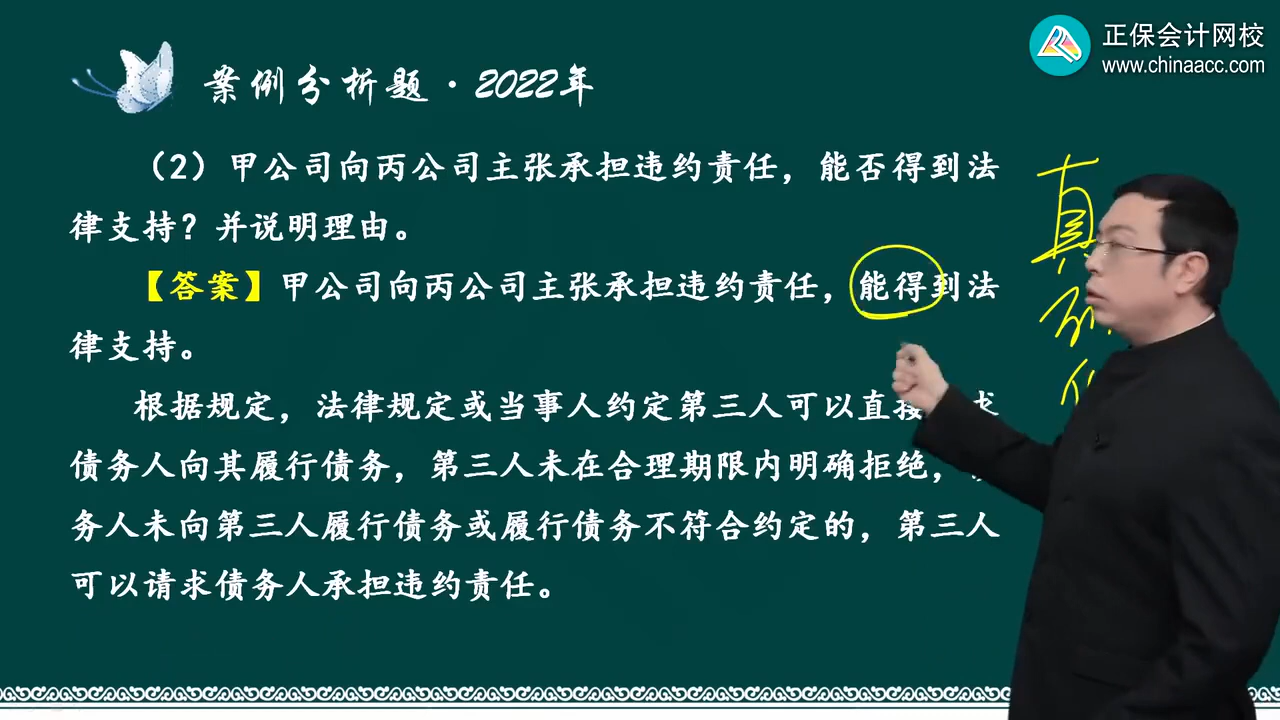 正保会计网校
www.chinaacc.com
案例分析题·2022年
（2）甲公司向丙公司主张承担违约责任，能否得到法
律支持？并说明理由。
【答案】甲公司向丙公司主张承担违约责任，能得到法
律支持。
根据规定，法律规定或当事人约定第三人可以直接 求
债务人向其履行债务，第三人未在合理期限内明确拒绝，
务人未向第三人履行债务或履行债务不符合约定的，第三人
可以请求债务人承担违约责任。
真